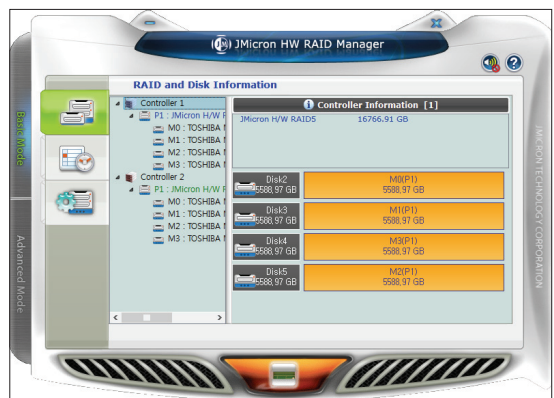 JMicron HW RAID Manager
RAID and Disk Information
Basic Mode
Advanced Mode
Controller 1
P1 : JMicron H/W F
M0 : TOSHIBA
M1 : TOSHIBA
M2 : TOSHIBA
M3 : TOSHIBA
Controller 2
P1 : JMicron H/W F
M0 : TOSHIBA
M1 : TOSHIBA
M2 : TOSHIBA
M3 : TOSHIBA
Controller Information [1]
JMicron HW RAID5 16766.91 GB
Disk2
5588,97 GB
M0(P1)
5588,97 GB
Disk3
5588,97 GB
M1(P1)
5588,97 GB
Disk4
5588,97 GB
M3(P1)
5588,97 GB
Disk5
5588,97 GB
M2(P1)
5588,97 GB
JMICRON TECHNOLOGY CORPORATION